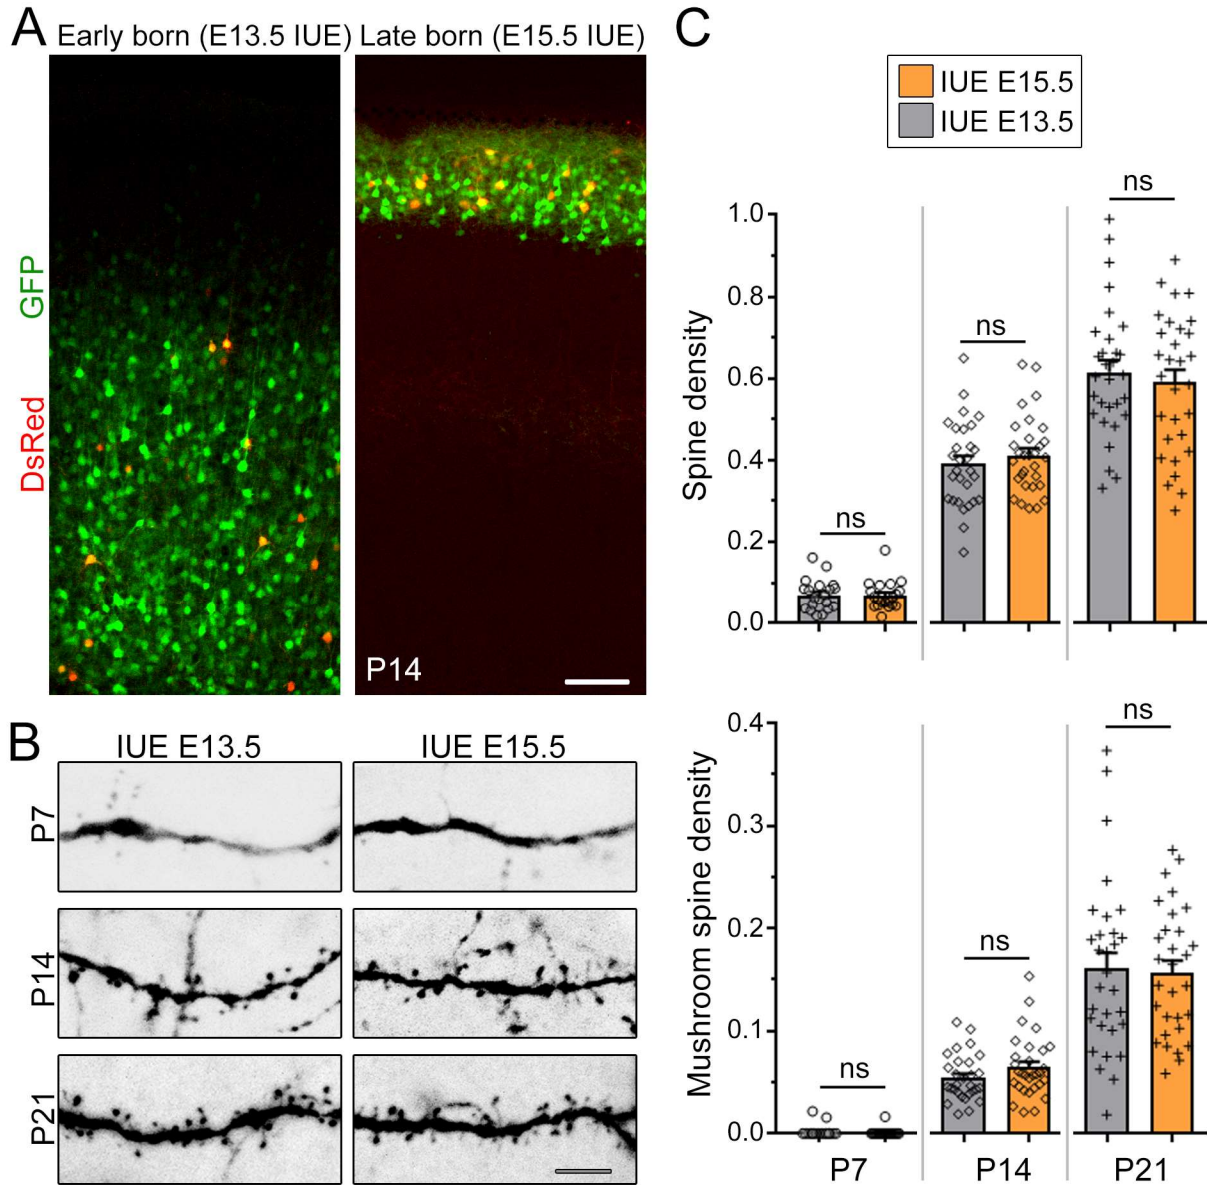 A
Early born (E13.5 IUE)
Late born (E15.5 IUE)
GFP
DsRed
P14
B
IUE E13.5
IUE E15.5
P7
P14
P21
C
IUE E15.5
IUE E13.5
Spine density
1.0
0.8
0.6
0.4
0.2
0.0
ns
ns
ns
Mushroom spine density
0.4
0.3
0.2
0.1
0.0
ns
ns
ns
P7
P14
P21